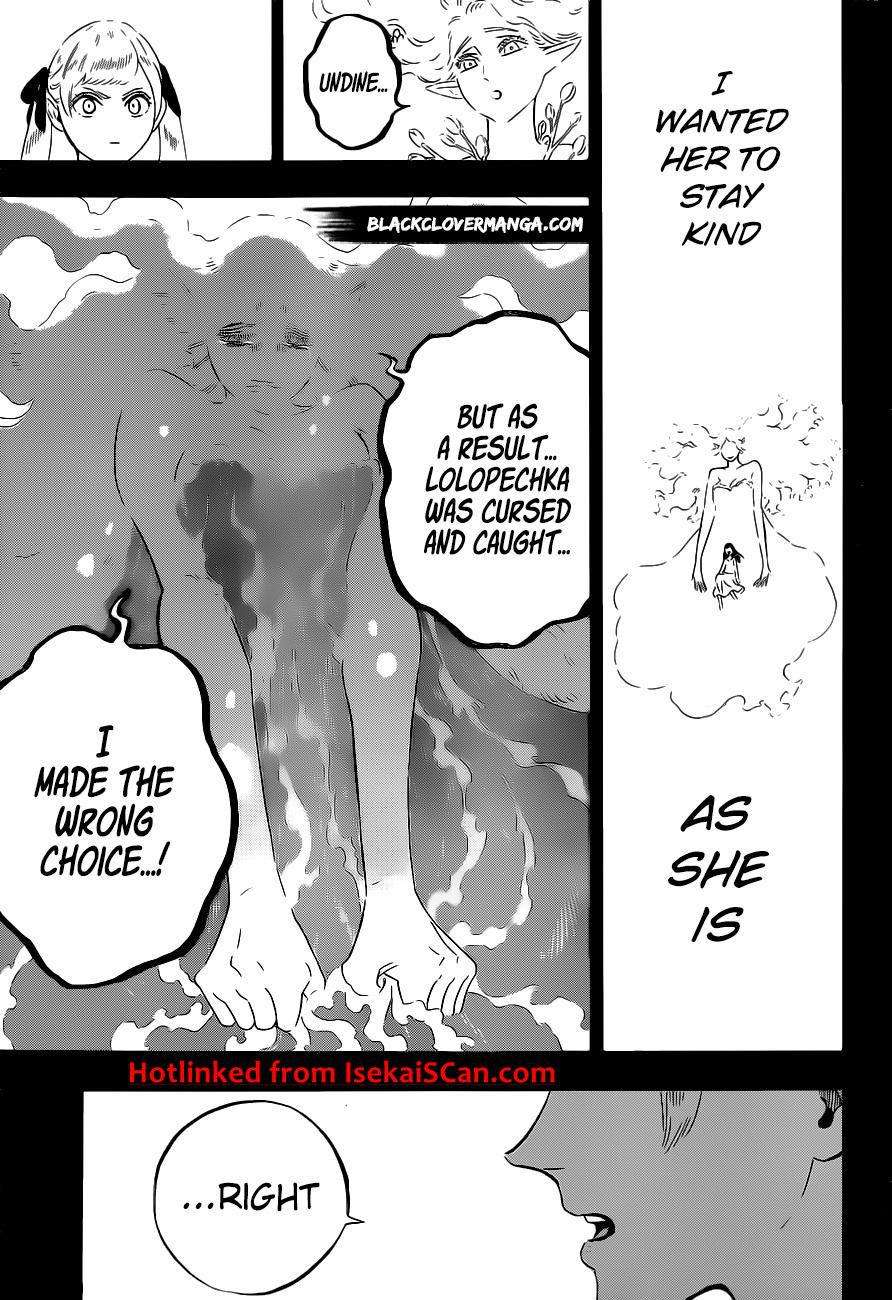 I
WANTED
HER TO
STAY
KIND
AS
SHE
IS
UNDINE...
BLACKCLOVERMANGA.COM
BUT AS
A RESULT...
LOLOPECHKA
WAS CURSED
AND CAUGHT...
I
MADE THE
WRONG
CHOICE...!
Hotlinked from IsekaiSCan.com
...RIGHT